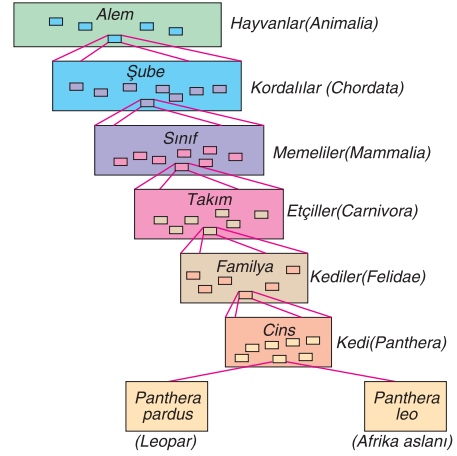 Alem
Hayvanlar(Animalia)
Şube
Kordalılar (Chordata)
Sınıf
Memeliler(Mammalia)
Takım
Etçiller(Carnivora)
Familya
Kediler(Felidae)
Cins
Kedi(Panthera)
Panthera
pardus
(Leopar)
Panthera
leo
(Afrika aslanı)